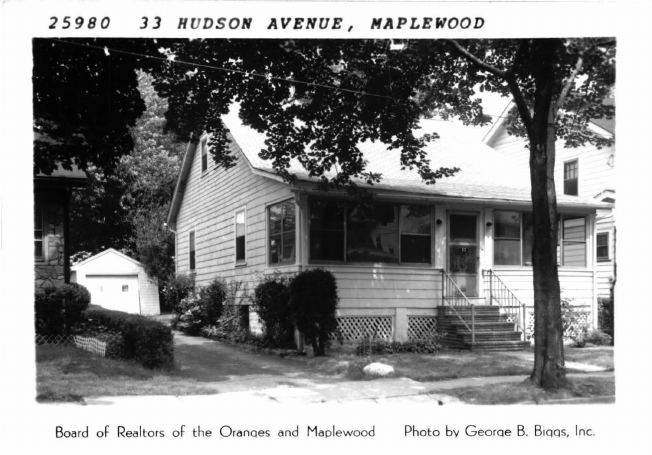 25980 33 HUDSON AVENUE, MAPLEWOOD
Board of Realtors of the Oranges and Maplewood Photo by George B. Biggs, Inc.